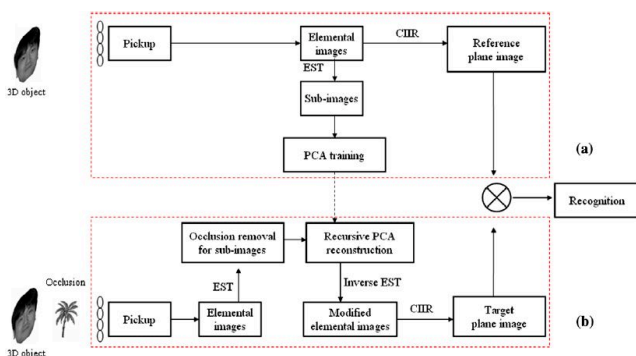 Pickup
Elemental
images
CIIR
Reference
plane image
EST
3D object
Sub-images
PCA training
(a)
Recognition
Occlusion removal
for sub-images
Recursive PCA
reconstruction
Occlusion
EST
Inverse EST
Pickup
Elemental
images
Modified
elemental images
CIIR
Target
plane image
(b)
3D object